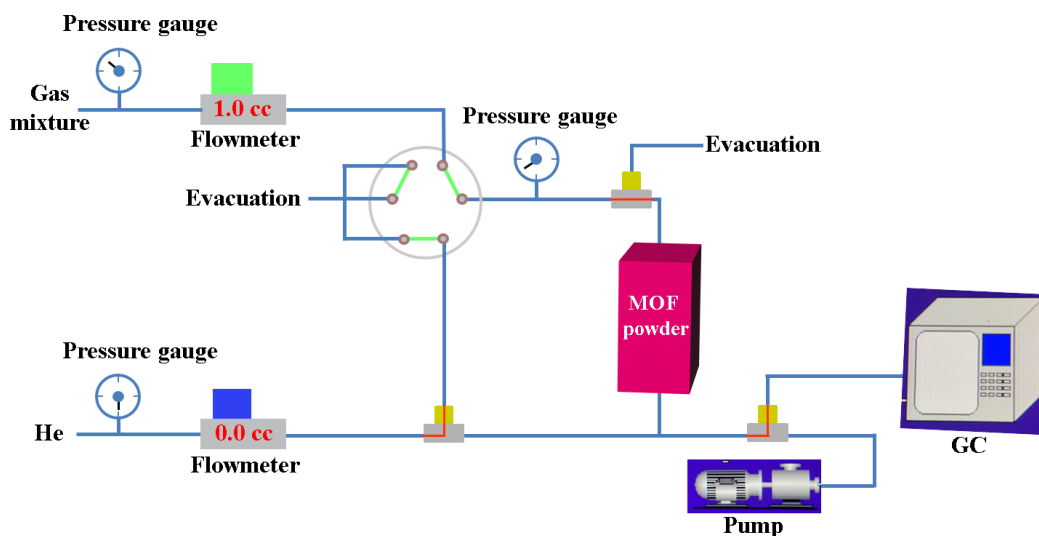 Pressure gauge
Gas
mixture
1.0 cc
Flowmeter
Pressure gauge
Evacuation
Evacuation
MOF
powder
Pressure gauge
He
0.0 cc
Flowmeter
GC
Pump